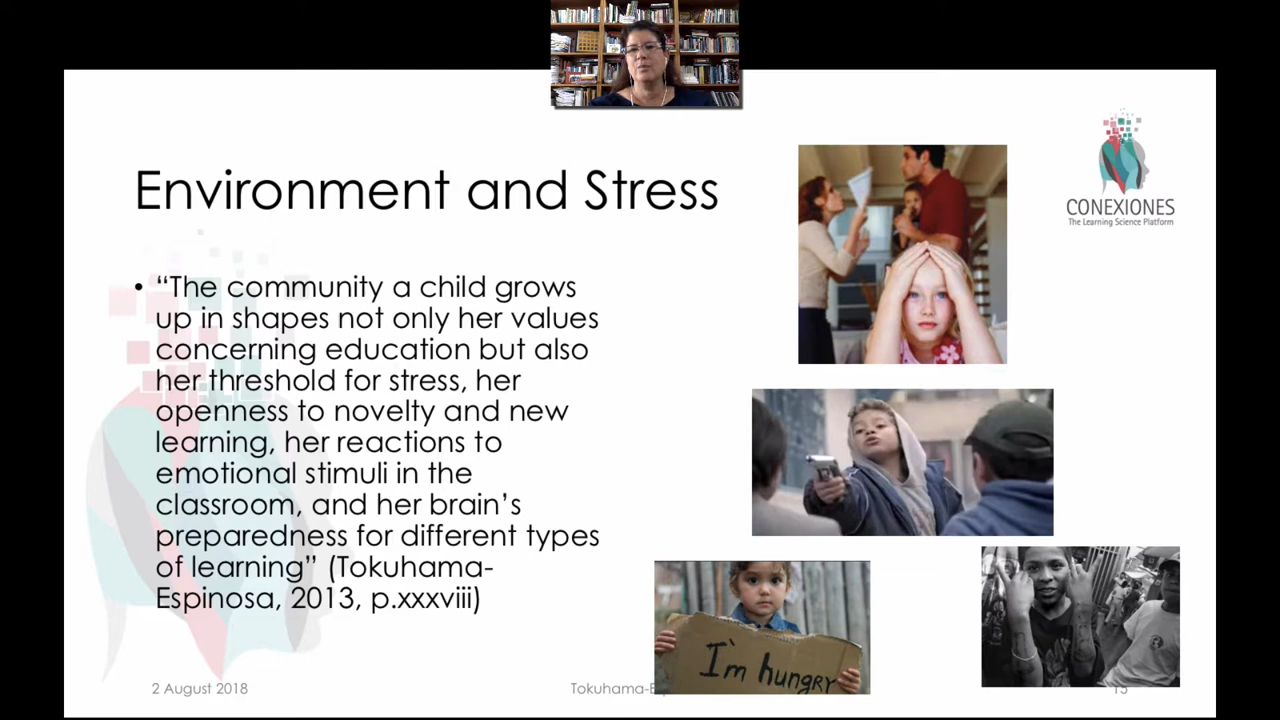 CONEXIONES
The Learning Science Platform
Environment and Stress
• “The community a child grows
up in shapes not only her values
concerning education but also
her threshold for stress, her
openness to novelty and new
learning, her reactions to
emotional stimuli in the
classroom, and her brain’s
preparedness for different types
of learning” (Tokuhama-
Espinosa, 2013, p.xxxviii)
I'm hungry
2 August 2018
Tokuhama-E
15